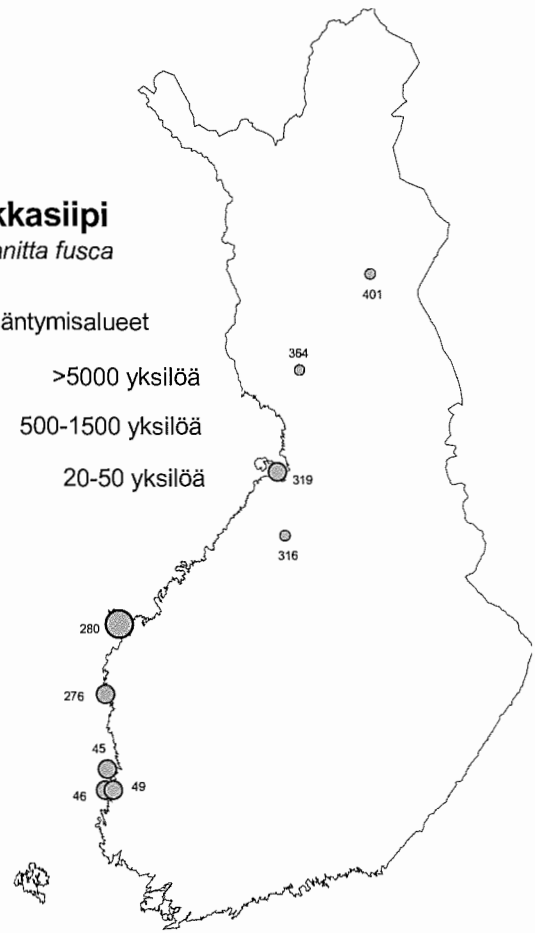 kkasiipi
anitta fusca
äntymisalueet
>5000 yksilöä
500-1500 yksilöä
20-50 yksilöä
401
364
319
316
280
276
45
46
49